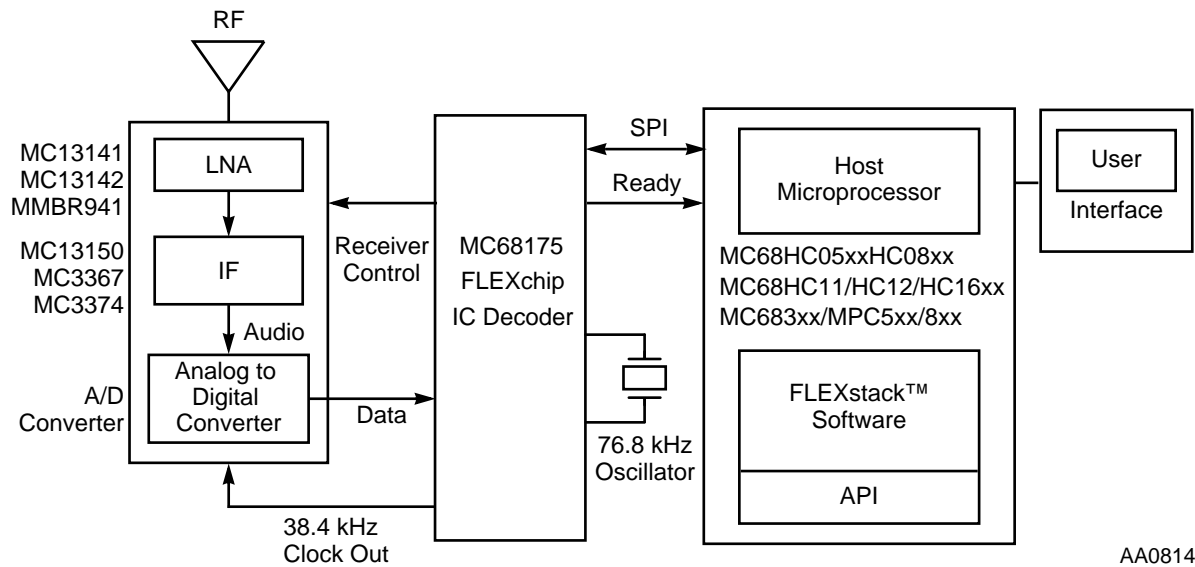 RF
MC13141
MC13142
MMBR941
LNA
MC13150
MC3367
MC3374
IF
Audio
A/D
Converter
Analog to
Digital
Converter
Receiver
Control
Data
38.4 kHz
Clock Out
MC68175
FLEXchip
IC Decoder
SPI
Ready
76.8 kHz
Oscillator
Host
Microprocessor
MC68HC05xxHC08xx
MC68HC11/HC12/HC16xx
MC683xx/MPC5xx/8xx
FLEXstack™
Software
API
User
Interface
AA0814